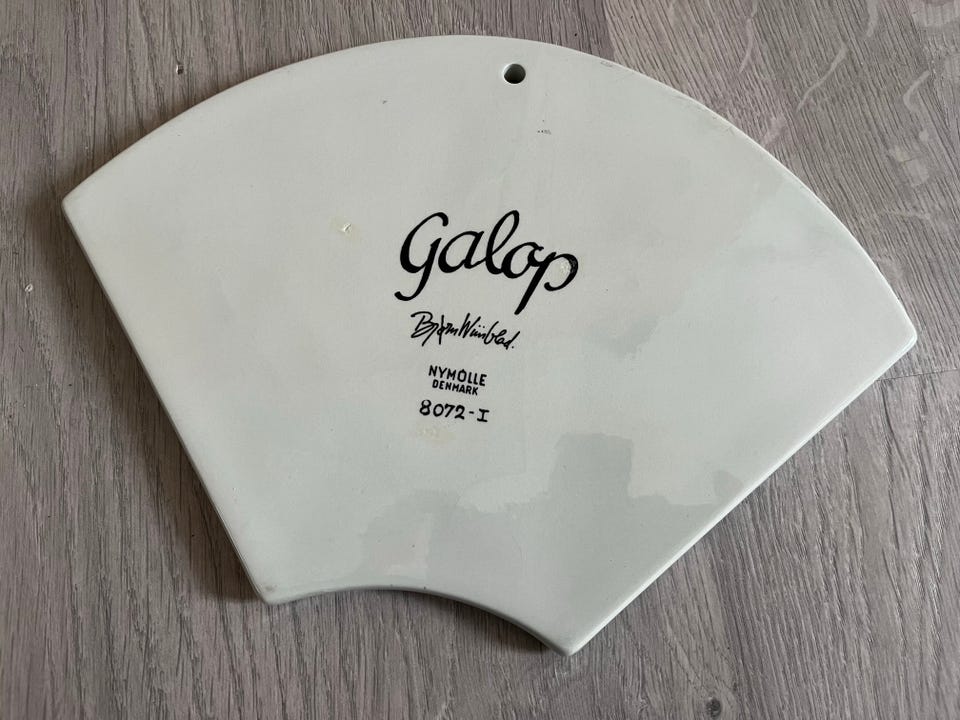 Galop
Bjørn Wiinblad.
NYMÖLLE
DENMARK
8072-I